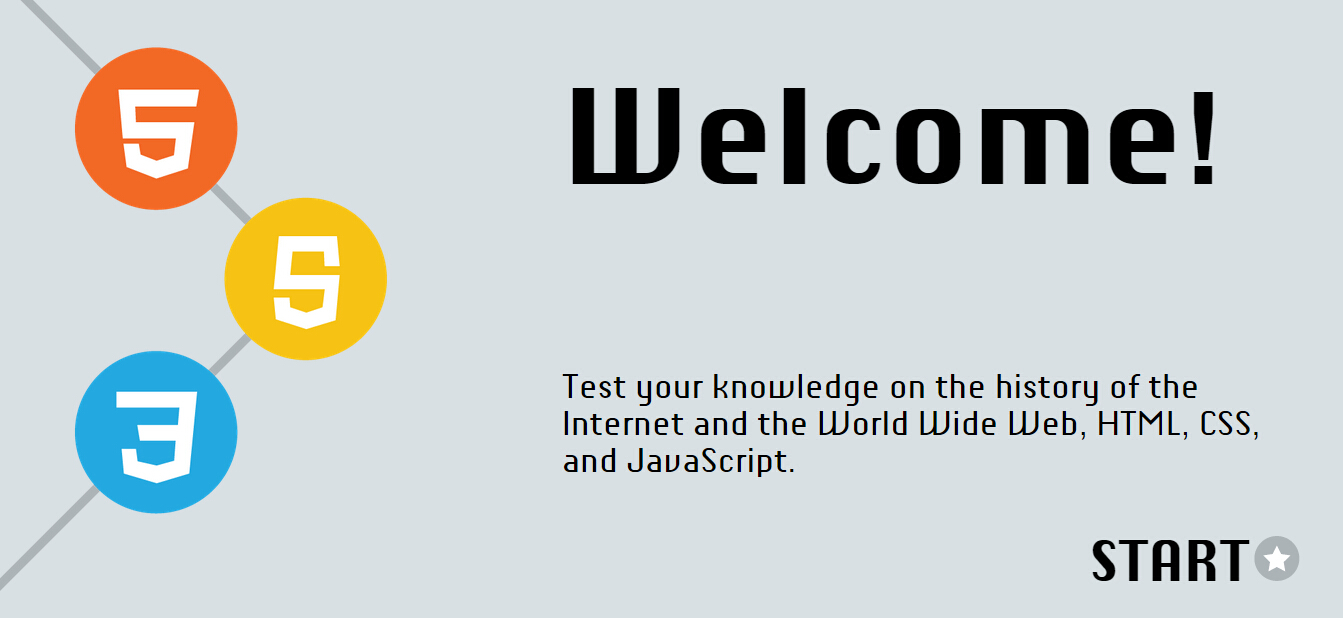 5
Welcome!
5
3
Test your knowledge on the history of the
Internet and the World Wide Web, HTML, CSS,
and JavaScript.
START